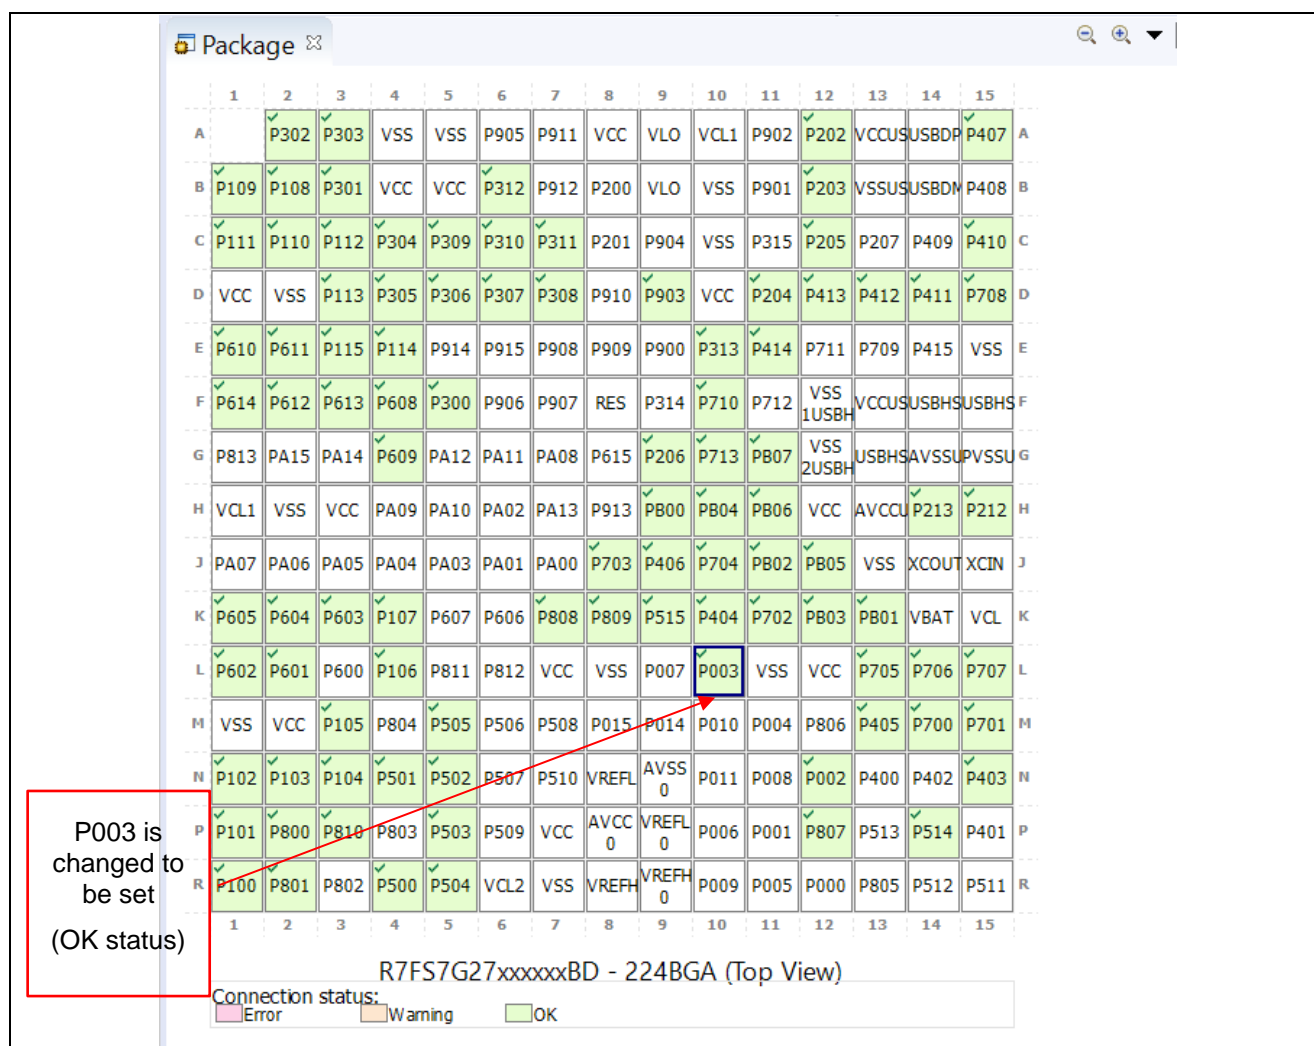 Package
1 2 3 4 5 6 7 8 9 10 11 12 13 14 15
A P302 P303 VSS VSS P905 P911 VCC VLO VCL1 P902 P202 VCCUS USBDP P407 A
B P109 P108 P301 VCC VCC P312 P912 P200 VLO VSS P901 P203 VSSUS USBDM P408 B
C P111 P110 P112 P304 P309 P310 P311 P201 P904 VSS P315 P205 P207 P409 P410 C
D VCC VSS P113 P305 P306 P307 P308 P910 P903 VCC P204 P413 P412 P411 P708 D
E P610 P611 P115 P114 P914 P915 P908 P909 P900 P313 P414 P711 P709 P415 VSS E
F P614 P612 P613 P608 P300 P906 P907 RES P314 P710 P712 VSS 1USBH VCCUS USBHS USBHS F
G P813 PA15 PA14 P609 PA12 PA11 PA08 P615 P206 P713 PB07 VSS 2USBH USBHS AVSSU PVSSU G
H VCL1 VSS VCC PA09 PA10 PA02 PA13 P913 PB00 PB04 PB06 VCC AVCCU P213 P212 H
J PA07 PA06 PA05 PA04 PA03 PA01 PA00 P703 P406 P704 PB02 PB05 VSS XCOUT XCIN J
K P605 P604 P603 P107 P607 P606 P808 P809 P515 P404 P702 PB03 PB01 VBAT VCL K
L P602 P601 P600 P106 P811 P812 VCC VSS P007 P003 VSS VCC P705 P706 P707 L
M VSS VCC P105 P804 P505 P506 P508 P015 P014 P010 P004 P806 P405 P700 P701 M
N P102 P103 P104 P501 P502 P507 P510 VREFL AVSS 0 P011 P008 P002 P400 P402 P403 N
P P101 P800 P810 P803 P503 P509 VCC AVCC 0 VREFL 0 P006 P001 P807 P513 P514 P401 P
R P100 P801 P802 P500 P504 VCL2 VSS VREFH VREFH 0 P009 P005 P000 P805 P512 P511 R
1 2 3 4 5 6 7 8 9 10 11 12 13 14 15
P003 is
changed to
be set
(OK status)
R7FS7G27xxxxxxBD - 224BGA (Top View)
Connection status:
Error Warning OK